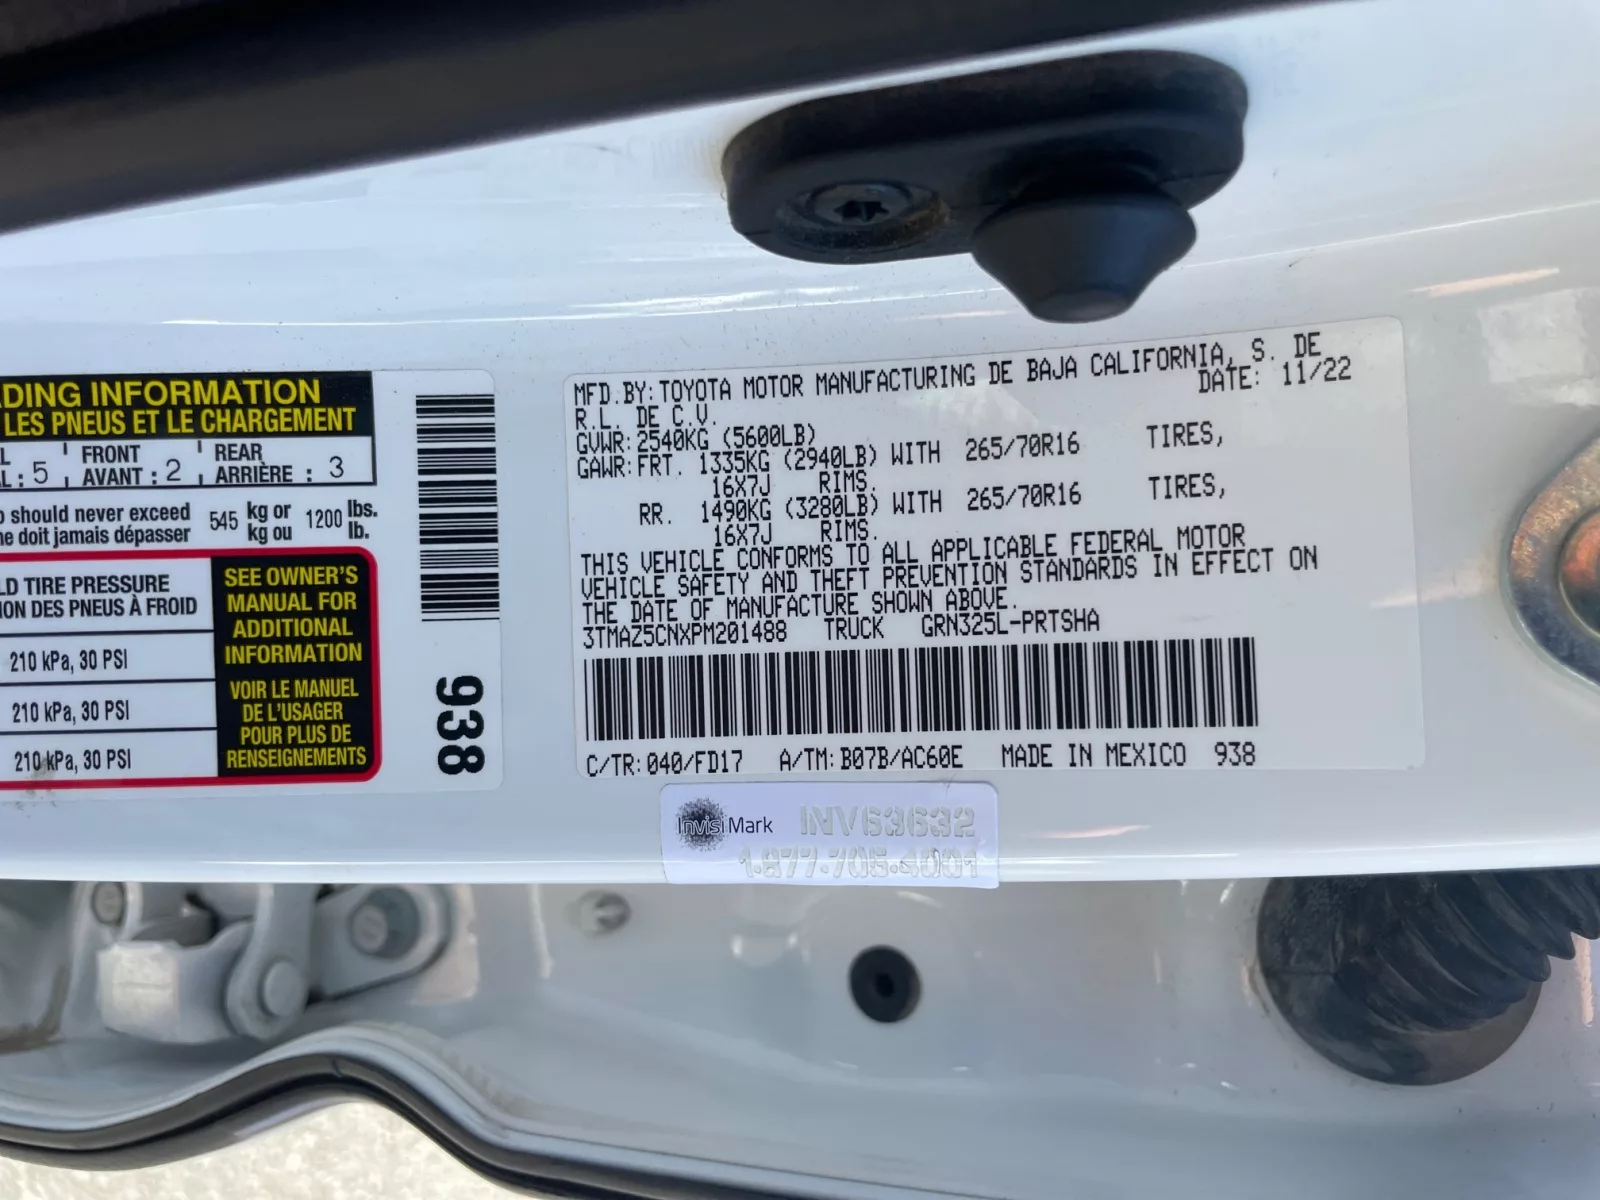 DING INFORMATION
LES PNEUS ET LE CHARGEMENT
L : 5 FRONT AVANT : 2 REAR ARRIÈRE : 3
should never exceed 545 kg or 1200 lbs.
ne doit jamais dépasser kg ou lb.
LD TIRE PRESSURE
ION DES PNEUS À FROID
210 kPa, 30 PSI
210 kPa, 30 PSI
210 kPa, 30 PSI
SEE OWNER'S
MANUAL FOR
ADDITIONAL
INFORMATION
VOIR LE MANUEL
DE L'USAGER
POUR PLUS DE
RENSEIGNEMENTS
938
MFD.BY:TOYOTA MOTOR MANUFACTURING DE BAJA CALIFORNIA, S. DE
R.L. DE C.V. DATE: 11/22
GVWR:2540KG (5600LB)
GAWR:FRT. 1335KG (2940LB) WITH 265/70R16 TIRES,
16X7J RIMS.
RR. 1490KG (3280LB) WITH 265/70R16 TIRES,
16X7J RIMS.
THIS VEHICLE CONFORMS TO ALL APPLICABLE FEDERAL MOTOR
VEHICLE SAFETY AND THEFT PREVENTION STANDARDS IN EFFECT ON
THE DATE OF MANUFACTURE SHOWN ABOVE.
3TMAZ5CNXPM201488 TRUCK GRN325L-PRTSHA
C/TR:040/FD17 A/TM:B07B/AC60E MADE IN MEXICO 938
InvisiMark INV63632
1.877.705.4001